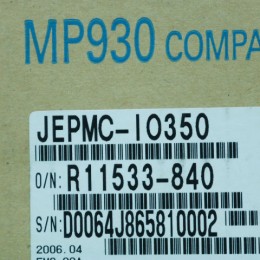 MP930 COMPA
JEPMC-IO350
O/N: R11533-840
S/N: D0064J865810002
2006.04